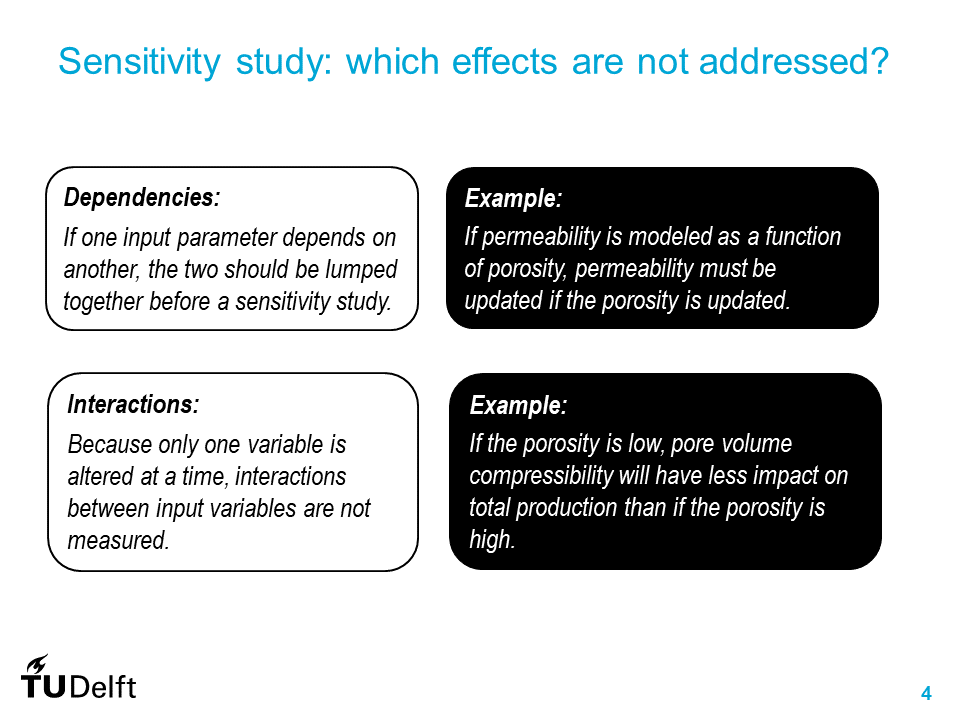 Sensitivity study: which effects are not addressed?
Dependencies:
If one input parameter depends on
another, the two should be lumped
together before a sensitivity study.
Example:
If permeability is modeled as a function
of porosity, permeability must be
updated if the porosity is updated.
Interactions:
Because only one variable is
altered at a time, interactions
between input variables are not
measured.
Example:
If the porosity is low, pore volume
compressibility will have less impact on
total production than if the porosity is
high.
TUDelft
4